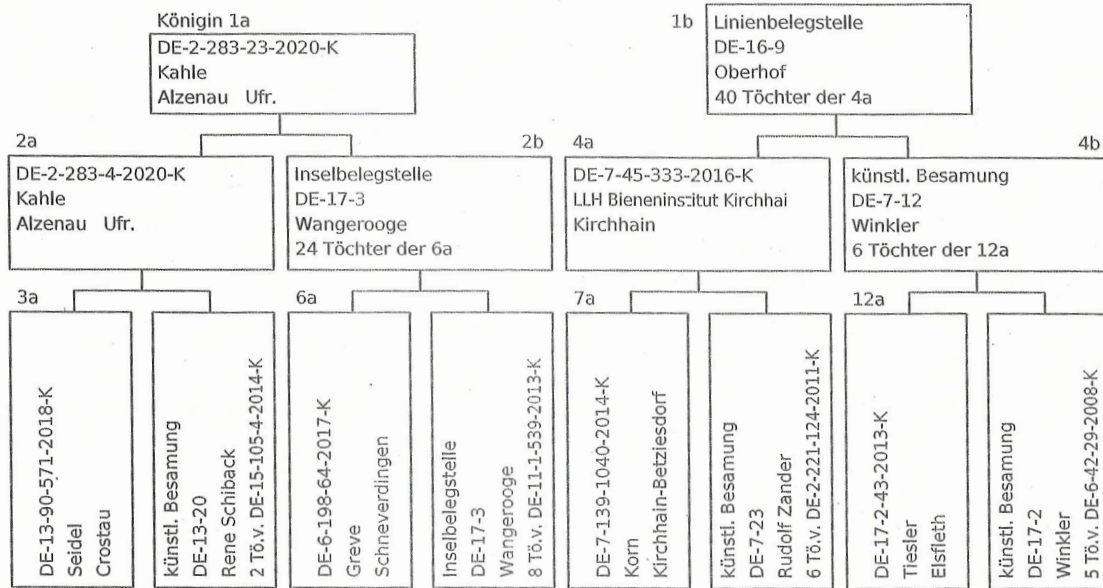 Königin 1a
DE-2-283-23-2020-K
Kahle
Alzenau Ufr.
1b
Linienbelegstelle
DE-16-9
Oberhof
40 Töchter der 4a
2a
DE-2-283-4-2020-K
Kahle
Alzenau Ufr.
2b
Inselbelegstelle
DE-17-3
Wangerooge
24 Töchter der 6a
4a
DE-7-45-333-2016-K
LLH Bieneninstitut Kirchhai
Kirchhain
4b
künstl. Besamung
DE-7-12
Winkler
6 Töchter der 12a
3a
DE-13-90-571-2018-K
Seidel
Crostau
künstl. Besamung
DE-13-20
Rene Schiback
2 Tö.v. DE-15-105-4-2014-K
6a
DE-6-198-64-2017-K
Greve
Schneverdingen
Inselbelegstelle
DE-17-3
Wangerooge
8 Tö.v. DE-11-1-539-2013-K
7a
DE-7-139-1040-2014-K
Korn
Kirchhain-Betziesdorf
künstl. Besamung
DE-7-23
Rudolf Zander
6 Tö.v. DE-2-221-124-2011-K
12a
DE-17-2-43-2013-K
Tiesler
Elsfleth
künstl. Besamung
DE-17-2
Winkler
5 Tö.v. DE-6-42-29-2008-K